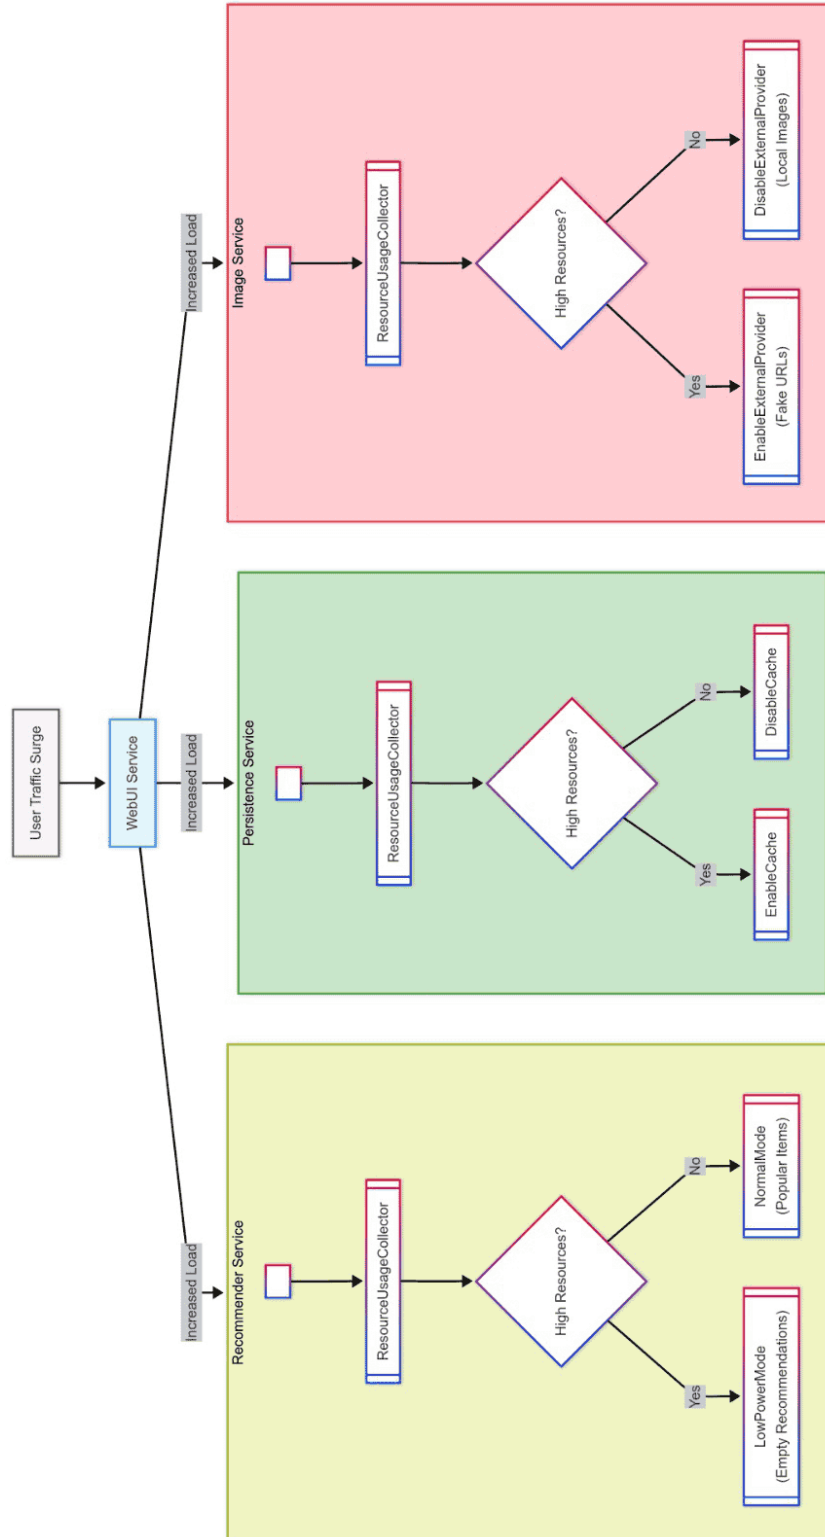 User Traffic Surge
WebUI Service
Increased Load
Increased Load
Increased Load
Recommender Service
ResourceUsageCollector
High Resources?
Yes
No
LowPowerMode
(Empty Recommendations)
NormalMode
(Popular Items)
Persistence Service
ResourceUsageCollector
High Resources?
Yes
No
EnableCache
DisableCache
Image Service
ResourceUsageCollector
High Resources?
Yes
No
EnableExternalProvider
(Fake URLs)
DisableExternalProvider
(Local Images)